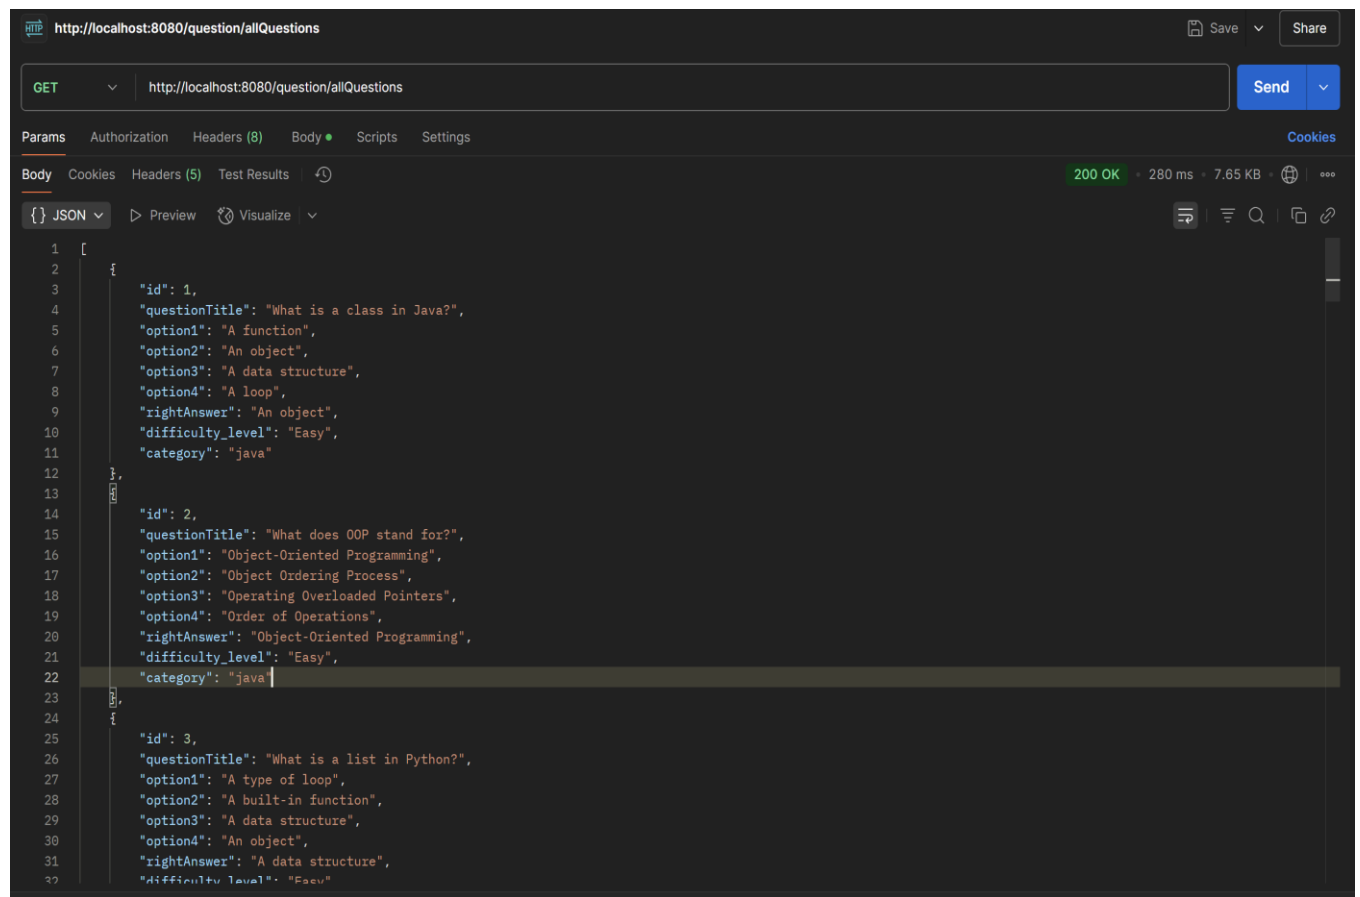 HTTP http://localhost:8080/question/allQuestions Save Share
GET http://localhost:8080/question/allQuestions Send
Params Authorization Headers (8) Body Scripts Settings Cookies
Body Cookies Headers (5) Test Results 200 OK 280 ms 7.65 KB
{} JSON Preview Visualize
1 [
2 {
3 "id": 1,
4 "questionTitle": "What is a class in Java?",
5 "option1": "A function",
6 "option2": "An object",
7 "option3": "A data structure",
8 "option4": "A loop",
9 "rightAnswer": "An object",
10 "difficulty_level": "Easy",
11 "category": "java"
12 },
13 {
14 "id": 2,
15 "questionTitle": "What does OOP stand for?",
16 "option1": "Object-Oriented Programming",
17 "option2": "Object Ordering Process",
18 "option3": "Operating Overloaded Pointers",
19 "option4": "Order of Operations",
20 "rightAnswer": "Object-Oriented Programming",
21 "difficulty_level": "Easy",
22 "category": "java"
23 },
24 {
25 "id": 3,
26 "questionTitle": "What is a list in Python?",
27 "option1": "A type of loop",
28 "option2": "A built-in function",
29 "option3": "A data structure",
30 "option4": "An object",
31 "rightAnswer": "A data structure",
32 "difficulty_level": "Easy"